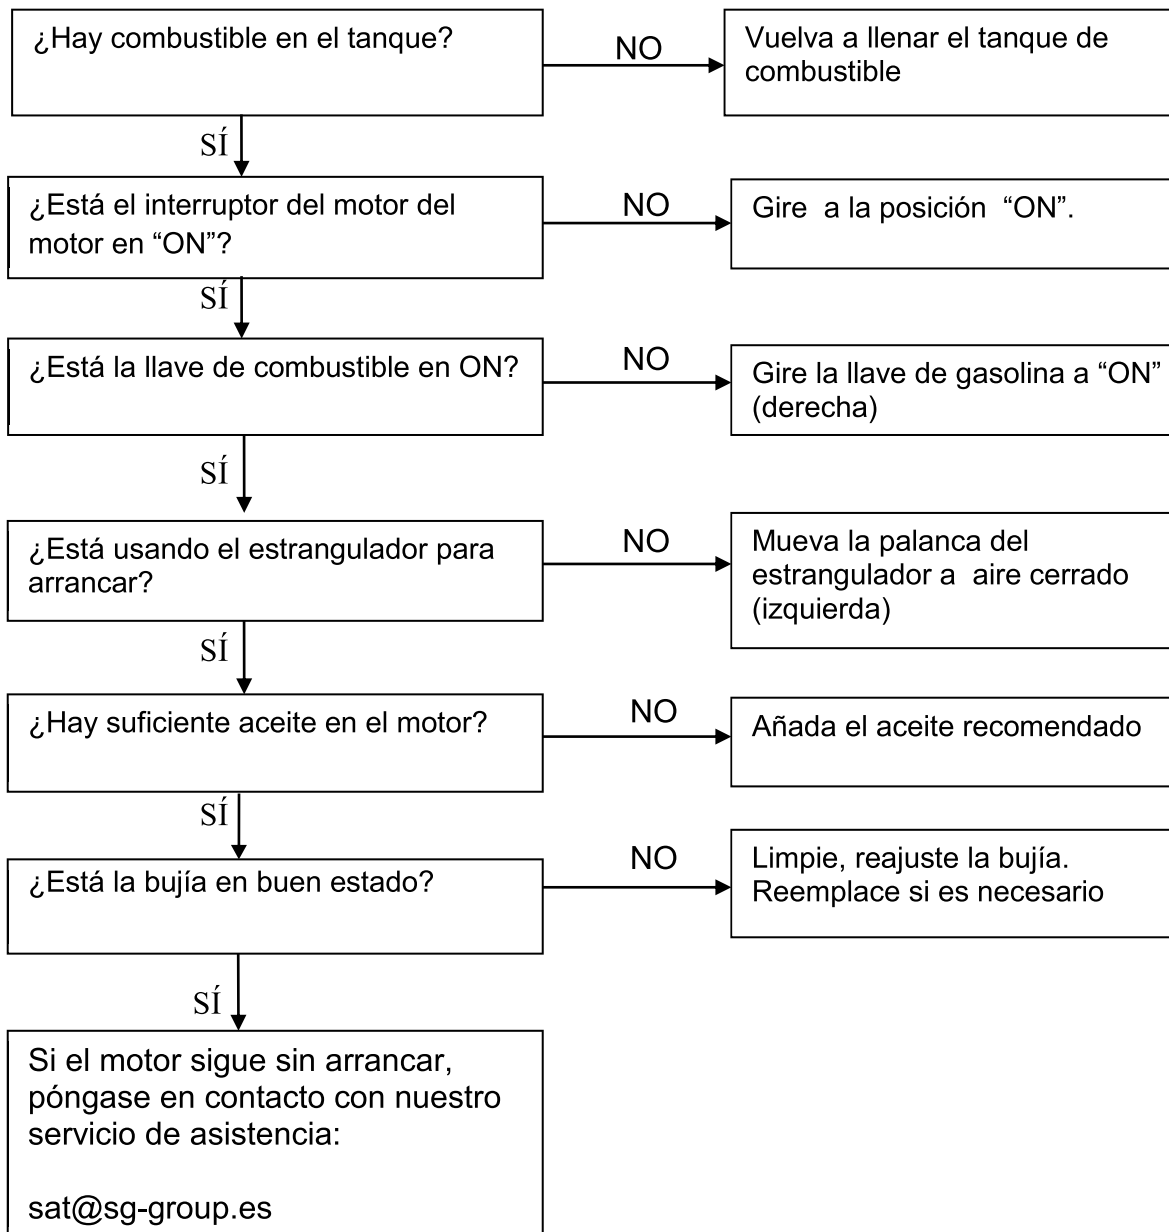 ¿Hay combustible en el tanque?
NO
Vuelva a llenar el tanque de
combustible
SÍ
¿Está el interruptor del motor del
motor en “ON”?
NO
Gire a la posición “ON”.
SÍ
¿Está la llave de combustible en ON?
NO
Gire la llave de gasolina a “ON”
(derecha)
SÍ
¿Está usando el estrangulador para
arrancar?
NO
Mueva la palanca del
estrangulador a aire cerrado
(izquierda)
SÍ
¿Hay suficiente aceite en el motor?
NO
Añada el aceite recomendado
SÍ
¿Está la bujía en buen estado?
NO
Limpie, reajuste la bujía.
Reemplace si es necesario
SÍ
Si el motor sigue sin arrancar,
póngase en contacto con nuestro
servicio de asistencia:
sat@sg-group.es